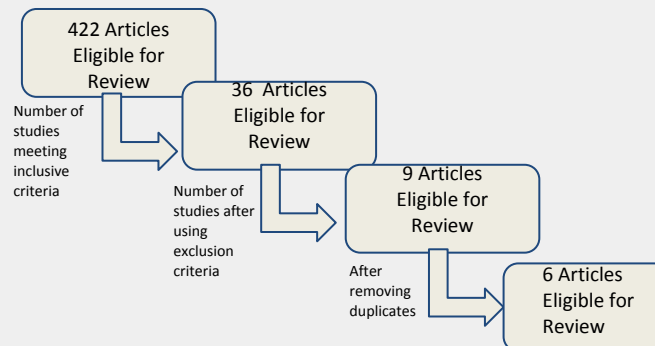 422 Articles
Eligible for
Review
Number of
studies
meeting
inclusive
criteria
36 Articles
Eligible for
Review
Number of
studies after
using
exclusion
criteria
9 Articles
Eligible for
Review
After
removing
duplicates
6 Articles
Eligible for
Review